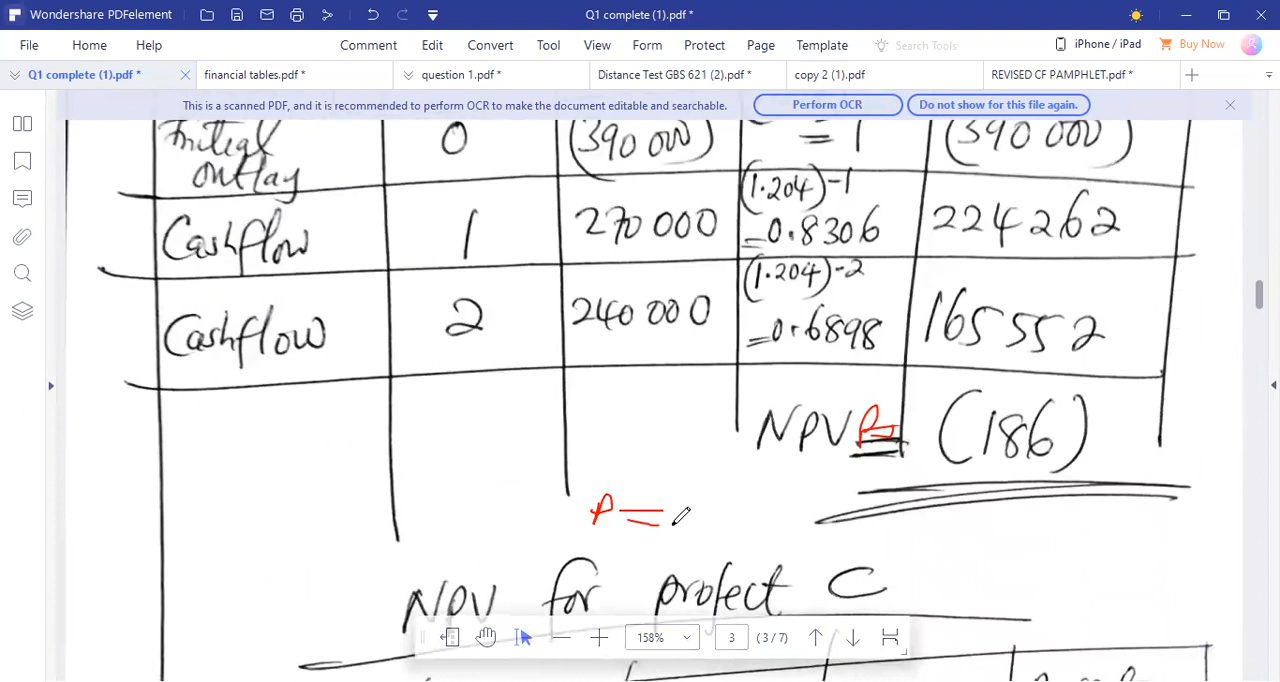 Wondershare PDFelement
Q1 complete (1).pdf *
File Home Help Comment Edit Convert Tool View Form Protect Page Template Search Tools iPhone / iPad Buy Now
Q1 complete (1).pdf * financial tables.pdf * question 1.pdf * Distance Test GBS 621 (2).pdf * copy 2 (1).pdf REVISED CF PAMPHLET.pdf *
This is a scanned PDF, and it is recommended to perform OCR to make the document editable and searchable. Perform OCR Do not show for this file again.
Initial outlay 0 (390 000) = 1 (390 000)
(1.204)-1
Cashflow 1 270 000 =0.8306 224 262
(1.204)-2
Cashflow 2 240 000 =0.6898 165 552
NPV = (186)
NPV for project C
158% 3 (3 / 7)